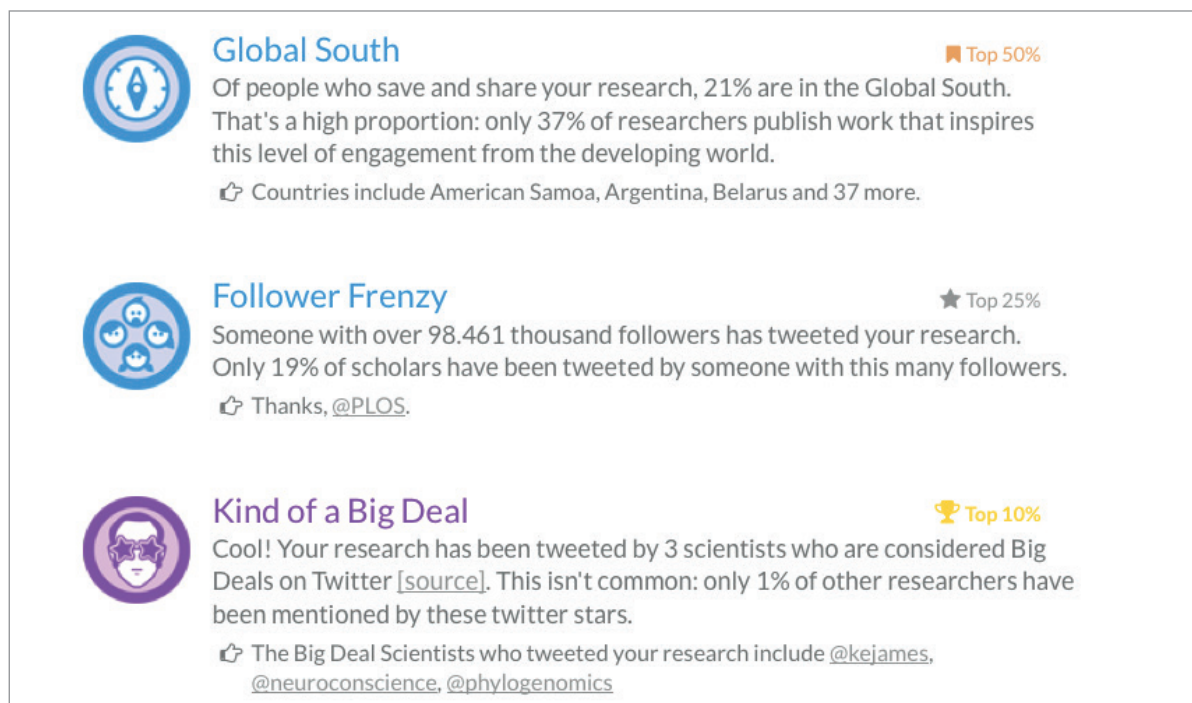 Global South
Top 50%
Of people who save and share your research, 21% are in the Global South.
That's a high proportion: only 37% of researchers publish work that inspires
this level of engagement from the developing world.
Countries include American Samoa, Argentina, Belarus and 37 more.
Follower Frenzy
Top 25%
Someone with over 98.461 thousand followers has tweeted your research.
Only 19% of scholars have been tweeted by someone with this many followers.
Thanks, @PLOS.
Kind of a Big Deal
Top 10%
Cool! Your research has been tweeted by 3 scientists who are considered Big
Deals on Twitter [source]. This isn't common: only 1% of other researchers have
been mentioned by these twitter stars.
The Big Deal Scientists who tweeted your research include @kejames,
@neuroconscience, @phylogenomics